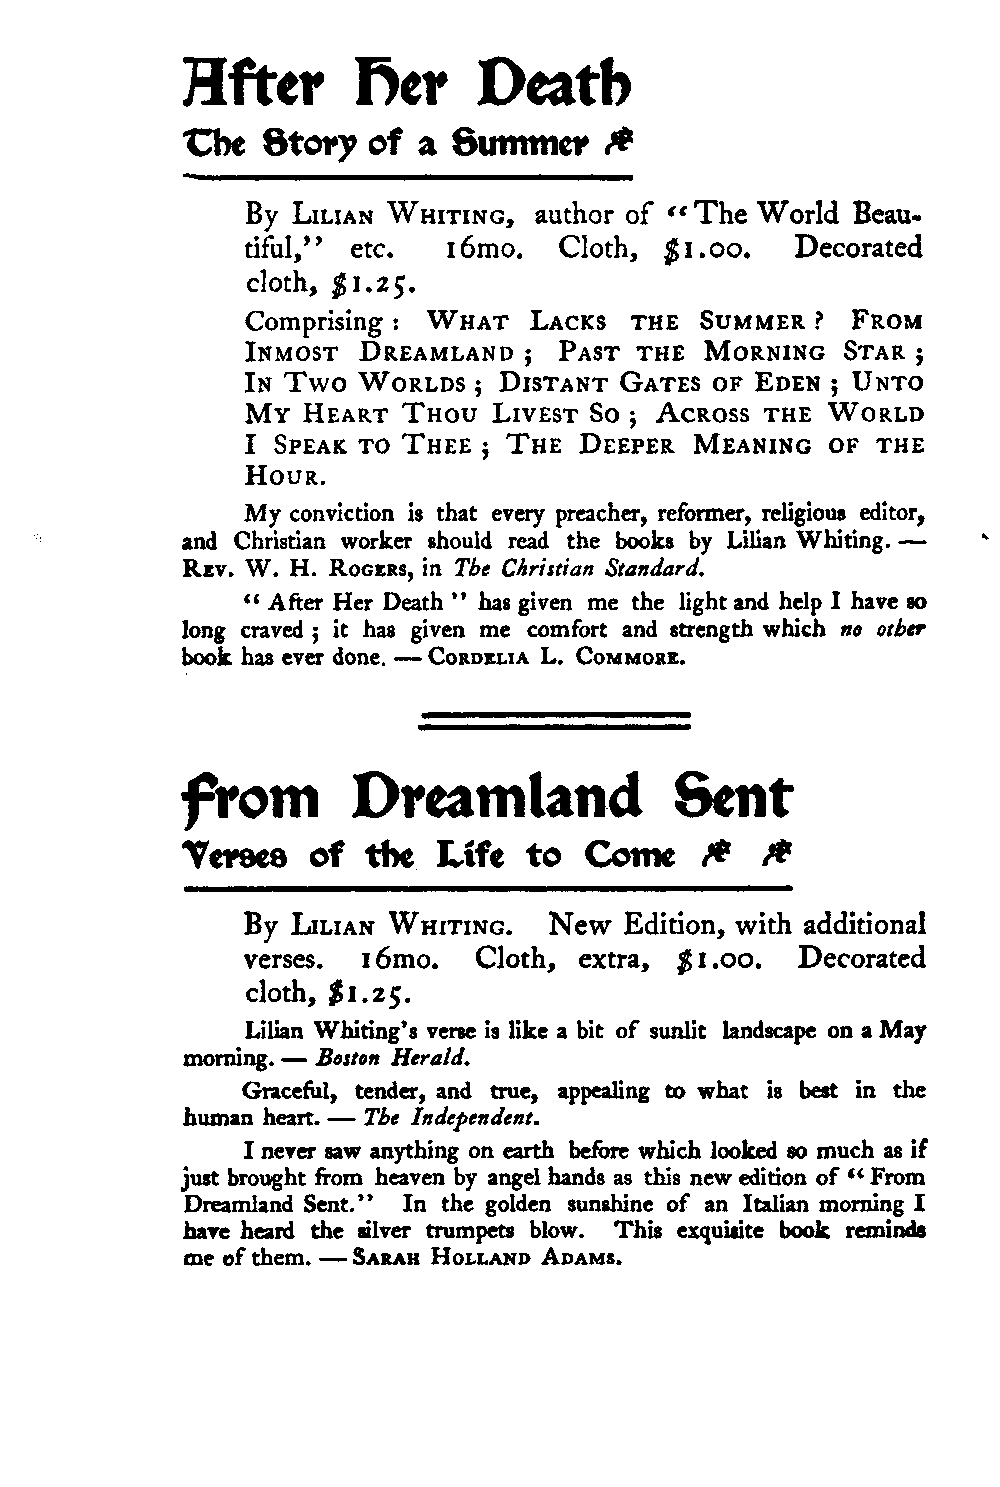 After Her Death
The Story of a Summer
By LILIAN WHITING, author of "The World Beau-
tiful," etc. 16mo. Cloth, $1.00. Decorated
cloth, $1.25.
Comprising: WHAT LACKS THE SUMMER? FROM
INMOST DREAMLAND; PAST THE MORNING STAR;
IN TWO WORLDS; DISTANT GATES OF EDEN; UNTO
MY HEART THOU LIVEST SO; ACROSS THE WORLD
I SPEAK TO THEE; THE DEEPER MEANING OF THE
HOUR.
My conviction is that every preacher, reformer, religious editor,
and Christian worker should read the books by Lilian Whiting. —
REV. W. H. ROGERS, in The Christian Standard.
"After Her Death" has given me the light and help I have so
long craved; it has given me comfort and strength which no other
book has ever done. — CORDELIA L. COMMORE.
From Dreamland Sent
Verses of the Life to Come
By LILIAN WHITING. New Edition, with additional
verses. 16mo. Cloth, extra, $1.00. Decorated
cloth, $1.25.
Lilian Whiting's verse is like a bit of sunlit landscape on a May
morning. — Boston Herald.
Graceful, tender, and true, appealing to what is best in the
human heart. — The Independent.
I never saw anything on earth before which looked so much as if
just brought from heaven by angel hands as this new edition of "From
Dreamland Sent." In the golden sunshine of an Italian morning I
have heard the silver trumpets blow. This exquisite book reminds
me of them. — SARAH HOLLAND ADAMS.